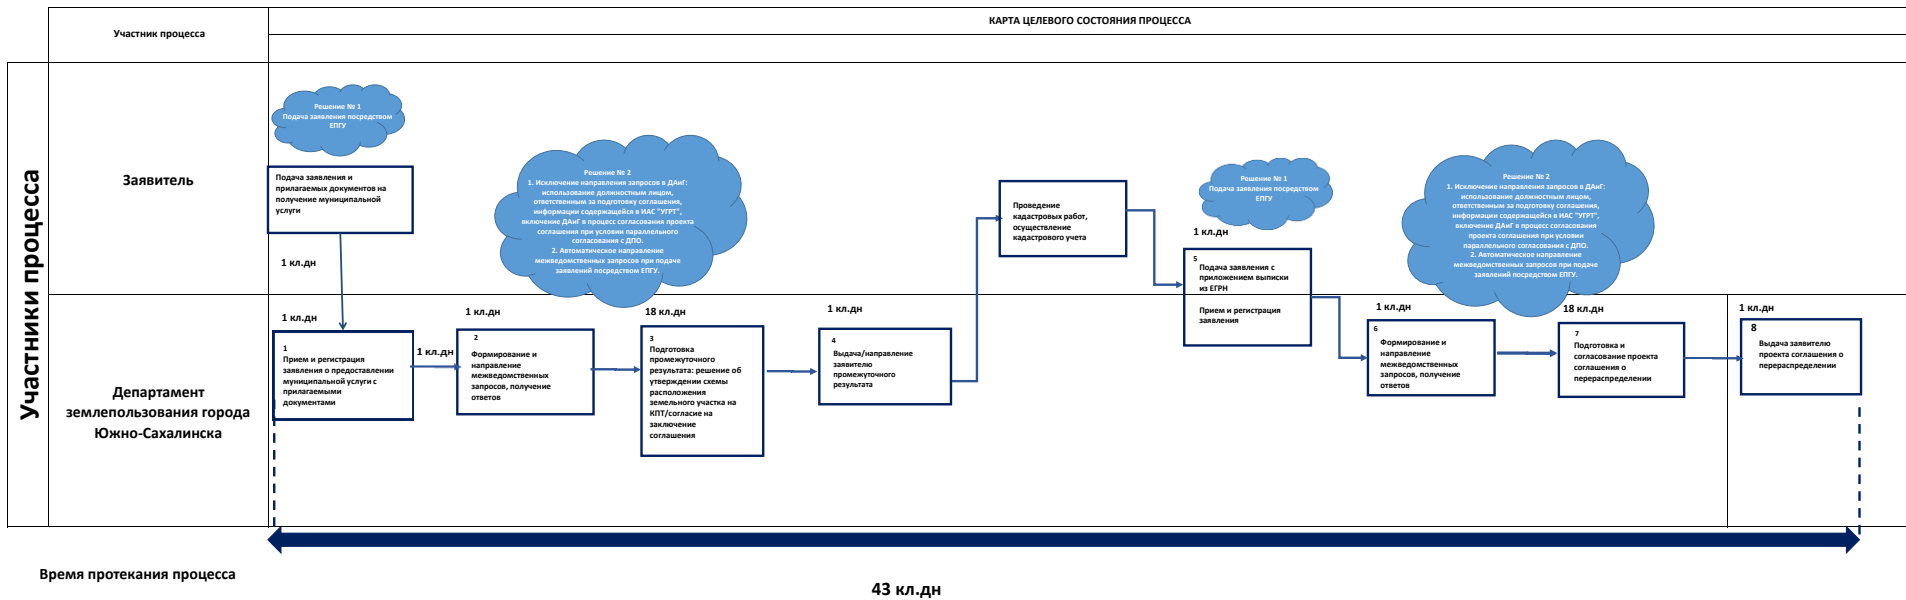 КАРТА ЦЕЛЕВОГО СОСТОЯНИЯ ПРОЦЕССА
Участник процесса
Участники процесса
Заявитель
Решение № 1
Подача заявления посредством
ЕПГУ
Подача заявления и
прилагаемых документов на
получение муниципальной
услуги
1 кл.дн
Решение № 2
1. Исключение направления запросов в ДАиГ:
использование должностным лицом,
ответственным за подготовку соглашения,
информации содержащейся в ИАС "УГРТ",
включение ДАиГ в процесс согласования проекта
соглашения при условии параллельного
согласования с ДПО.
2. Автоматическое направление
межведомственных запросов при подаче
заявлений посредством ЕПГУ.
Проведение
кадастровых работ,
осуществление
кадастрового учета
Решение № 1
Подача заявления посредством
ЕПГУ
1 кл.дн
5
Подача заявления с
приложением выписки
из ЕГРН
Прием и регистрация
заявления
Решение № 2
1. Исключение направления запросов в ДАиГ:
использование должностным лицом,
ответственным за подготовку соглашения,
информации содержащейся в ИАС "УГРТ",
включение ДАиГ в процесс согласования
проекта соглашения при условии
параллельного согласования с ДПО.
2. Автоматическое направление
межведомственных запросов при подаче
заявлений посредством ЕПГУ.
Департамент
землепользования города
Южно-Сахалинска
1 кл.дн
1
Прием и регистрация
заявления о предоставлении
муниципальной услуги с
прилагаемыми
документами
1 кл.дн
1 кл.дн
2
Формирование и
направление
межведомственных
запросов, получение
ответов
18 кл.дн
3
Подготовка
промежуточного
результата: решение об
утверждении схемы
расположения
земельного участка на
КПТ/согласие на
заключение
соглашения
1 кл.дн
4
Выдача/направление
заявителю
промежуточного
результата
1 кл.дн
6
Формирование и
направление
межведомственных
запросов, получение
ответов
18 кл.дн
7
Подготовка и
согласование проекта
соглашения о
перераспределении
1 кл.дн
8
Выдача заявителю
проекта соглашения о
перераспределении
Время протекания процесса
43 кл.дн